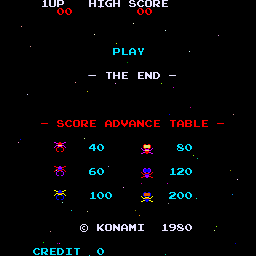 1UP HIGH SCORE
00 00
PLAY
- THE END -
- SCORE ADVANCE TABLE -
40 80
60 120
100 200
© KONAMI 1980
CREDIT 0